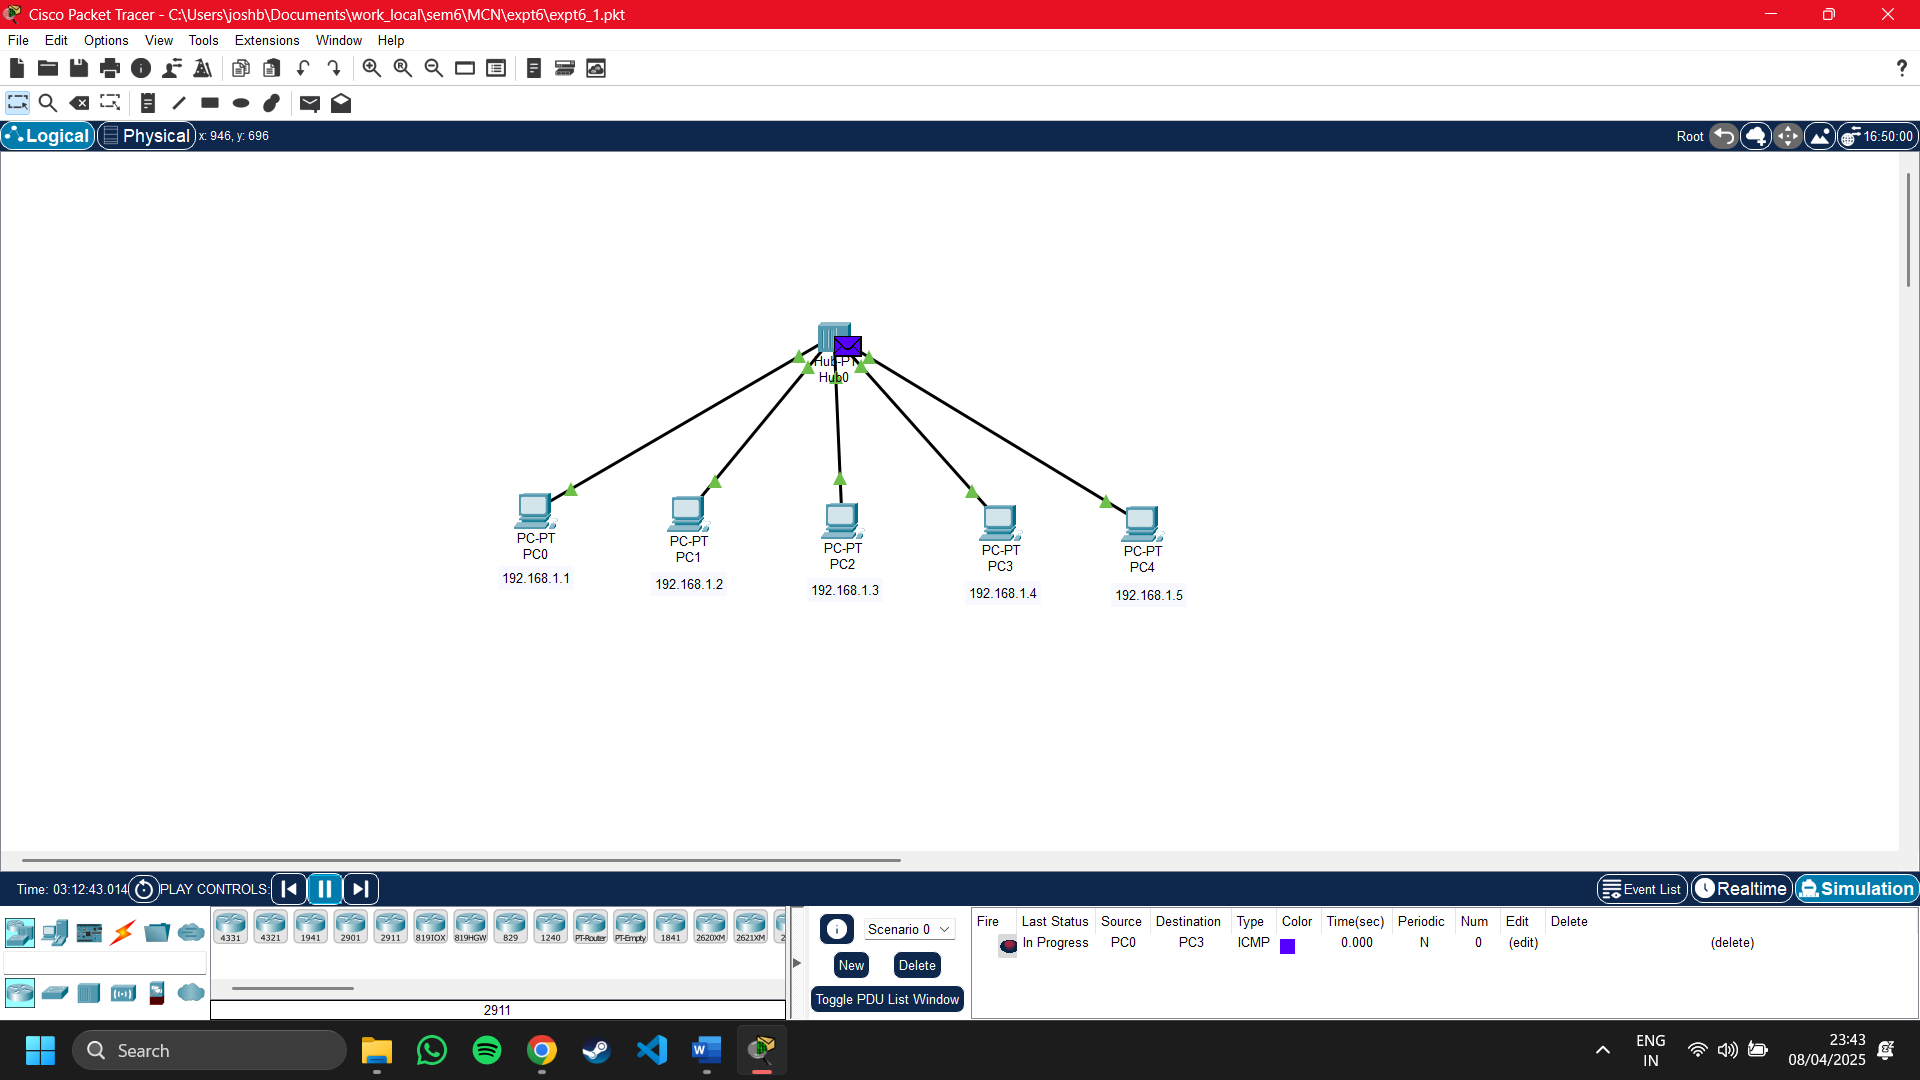 Cisco Packet Tracer - C:\Users\joshb\Documents\work_local\sem6\MCN\expt6\expt6_1.pkt
File Edit Options View Tools Extensions Window Help
?
Logical Physical x: 946, y: 696 Root 16:50:00
Hub-PT
Hub0
PC-PT
PC0
192.168.1.1
PC-PT
PC1
192.168.1.2
PC-PT
PC2
192.168.1.3
PC-PT
PC3
192.168.1.4
PC-PT
PC4
192.168.1.5
Time: 03:12:43.014 PLAY CONTROLS: Event List Realtime Simulation
4331 4321 1941 2901 2911 819IOX 819HGW 829 1240 PT-Router PT-Empty 1841 2620XM 2621XM 2
2911
Scenario 0
New Delete
Toggle PDU List Window
Fire Last Status Source Destination Type Color Time(sec) Periodic Num Edit Delete
In Progress PC0 PC3 ICMP 0.000 N 0 (edit) (delete)
Search
ENG
IN
23:43
08/04/2025